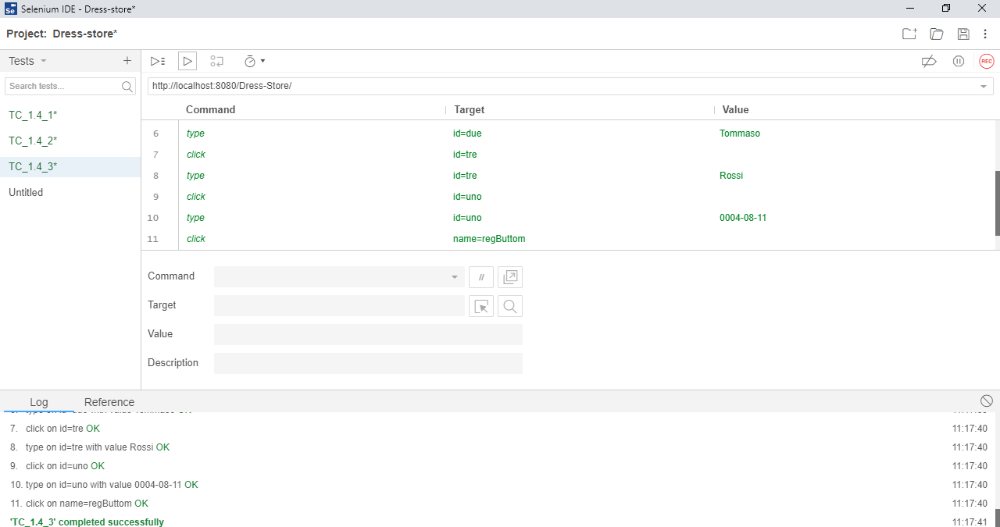 Selenium IDE - Dress-store*
Project: Dress-store*
Tests
Search tests...
TC_1.4_1*
TC_1.4_2*
TC_1.4_3*
Untitled
REC
http://localhost:8080/Dress-Store/
Command Target Value
6 type id=due Tommaso
7 click id=tre
8 type id=tre Rossi
9 click id=uno
10 type id=uno 0004-08-11
11 click name=regButtom
Command //
Target
Value
Description
Log Reference
7. click on id=tre OK 11:17:40
8. type on id=tre with value Rossi OK 11:17:40
9. click on id=uno OK 11:17:40
10. type on id=uno with value 0004-08-11 OK 11:17:40
11. click on name=regButtom OK 11:17:40
'TC_1.4_3' completed successfully 11:17:41